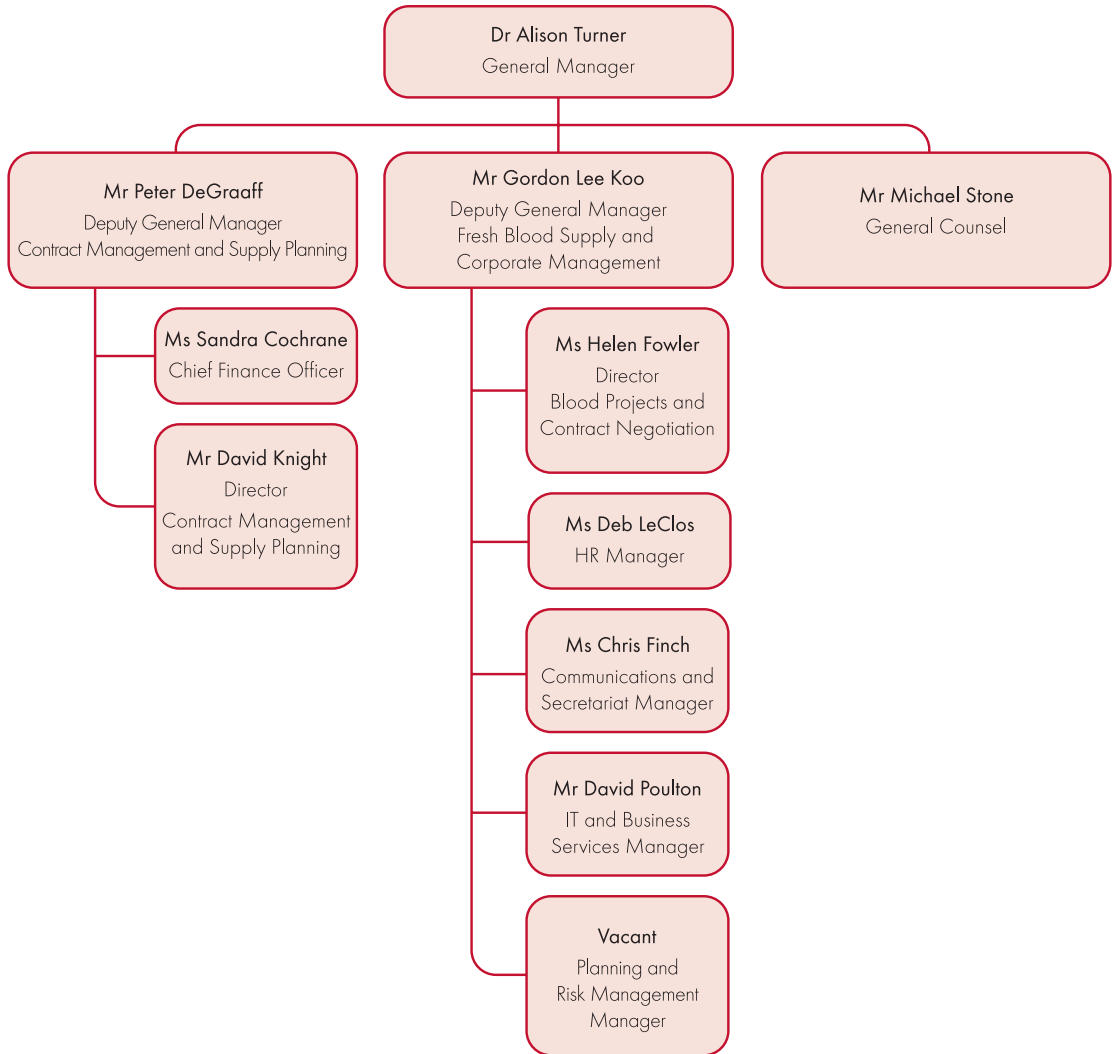 Dr Alison Turner
General Manager
Mr Peter DeGraaff
Deputy General Manager
Contract Management and Supply Planning
Mr Gordon Lee Koo
Deputy General Manager
Fresh Blood Supply and
Corporate Management
Mr Michael Stone
General Counsel
Ms Sandra Cochrane
Chief Finance Officer
Mr David Knight
Director
Contract Management
and Supply Planning
Ms Helen Fowler
Director
Blood Projects and
Contract Negotiation
Ms Deb LeClos
HR Manager
Ms Chris Finch
Communications and
Secretariat Manager
Mr David Poulton
IT and Business
Services Manager
Vacant
Planning and
Risk Management
Manager